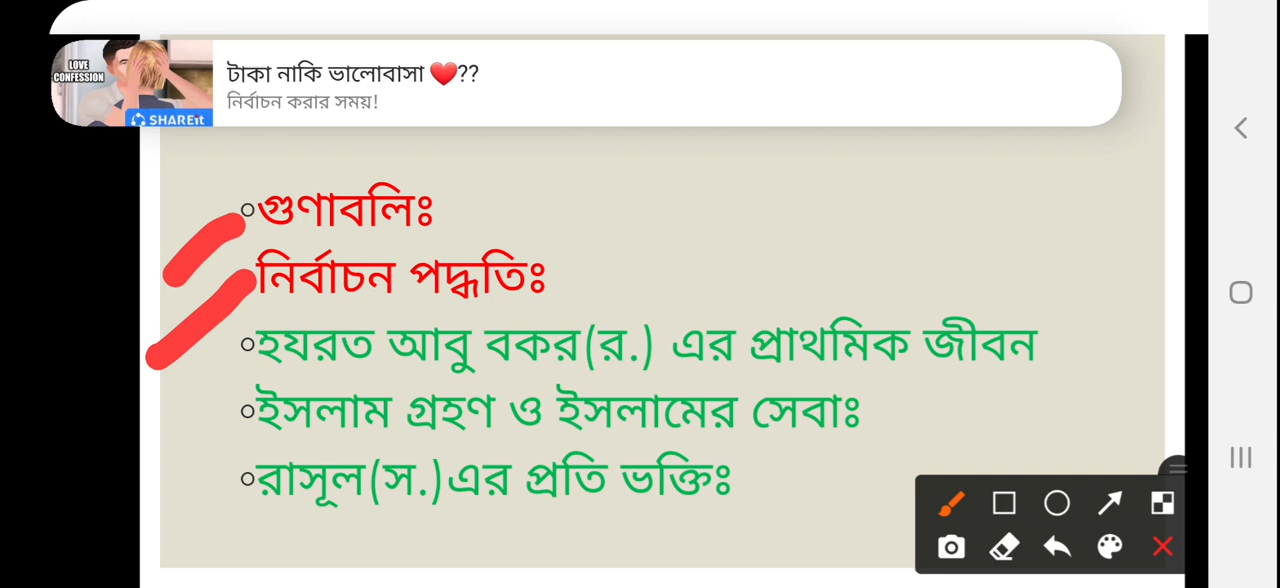 LOVE
CONFESSION
SHAREit
টাকা নাকি ভালোবাসা ❤️??
নির্বাচন করার সময়!
গুণাবলিঃ
নির্বাচন পদ্ধতিঃ
হযরত আবু বকর(র.) এর প্রাথমিক জীবন
ইসলাম গ্রহণ ও ইসলামের সেবাঃ
রাসূল(স.)এর প্রতি ভক্তিঃ